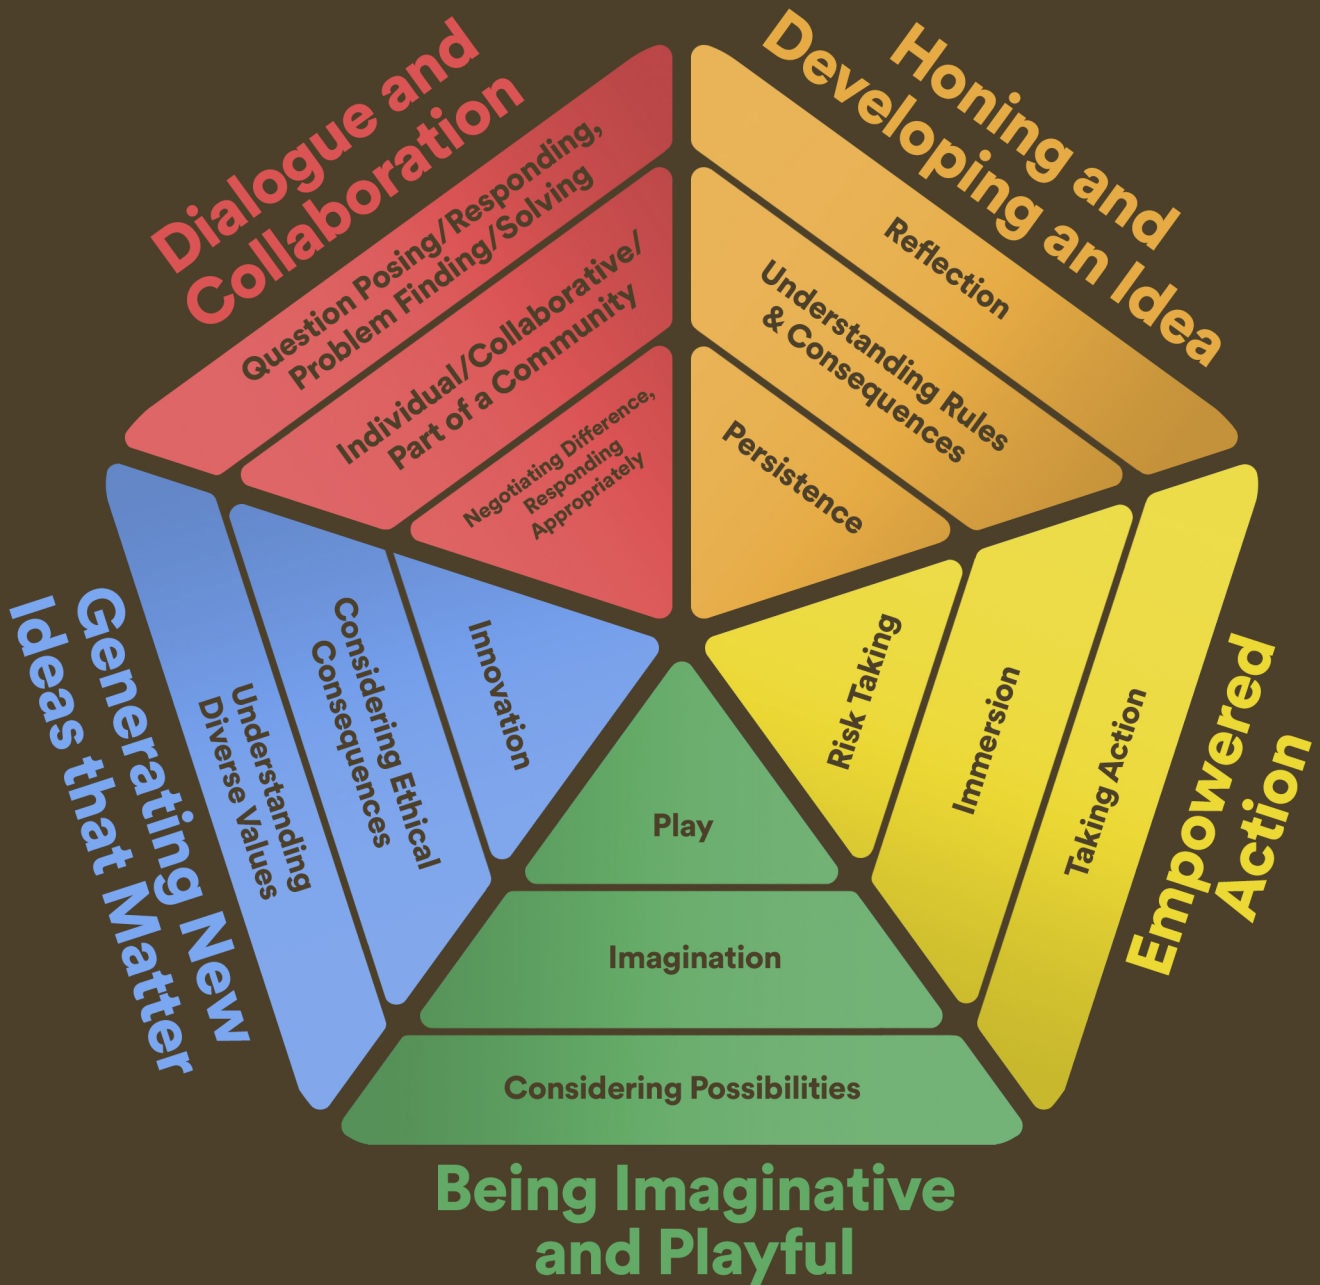 Dialogue and
Collaboration
Question Posing/Responding,
Problem Finding/Solving
Individual/Collaborative/
Part of a Community
Negotiating Difference,
Responding
Appropriately
Honing and
Developing an Idea
Reflection
Understanding Rules
& Consequences
Persistence
Empowered
Action
Risk Taking
Immersion
Taking Action
Generating New
Ideas that Matter
Understanding
Diverse Values
Considering Ethical
Consequences
Innovation
Play
Imagination
Considering Possibilities
Being Imaginative
and Playful